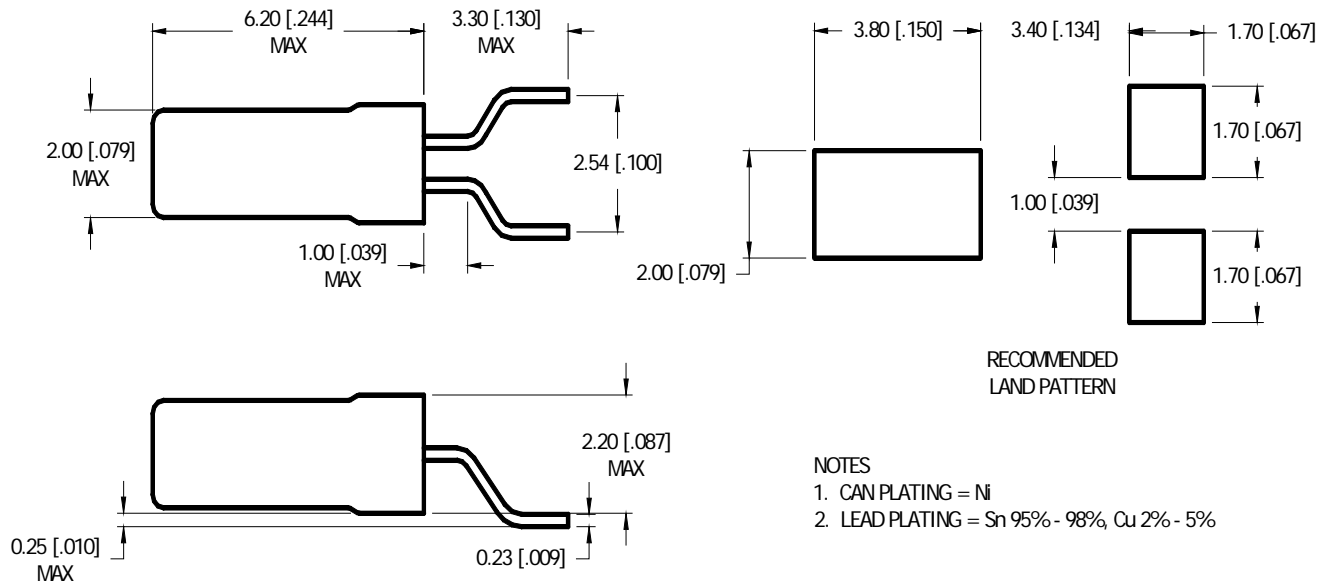 6.20 [.244]
MAX
3.30 [.130]
MAX
2.00 [.079]
MAX
2.54 [.100]
1.00 [.039]
MAX
3.80 [.150]
3.40 [.134]
1.70 [.067]
1.70 [.067]
1.00 [.039]
2.00 [.079]
1.70 [.067]
RECOMMENDED
LAND PATTERN
2.20 [.087]
MAX
0.25 [.010]
MAX
0.23 [.009]
NOTES
1. CAN PLATING = Ni
2. LEAD PLATING = Sn 95% - 98%, Cu 2% - 5%